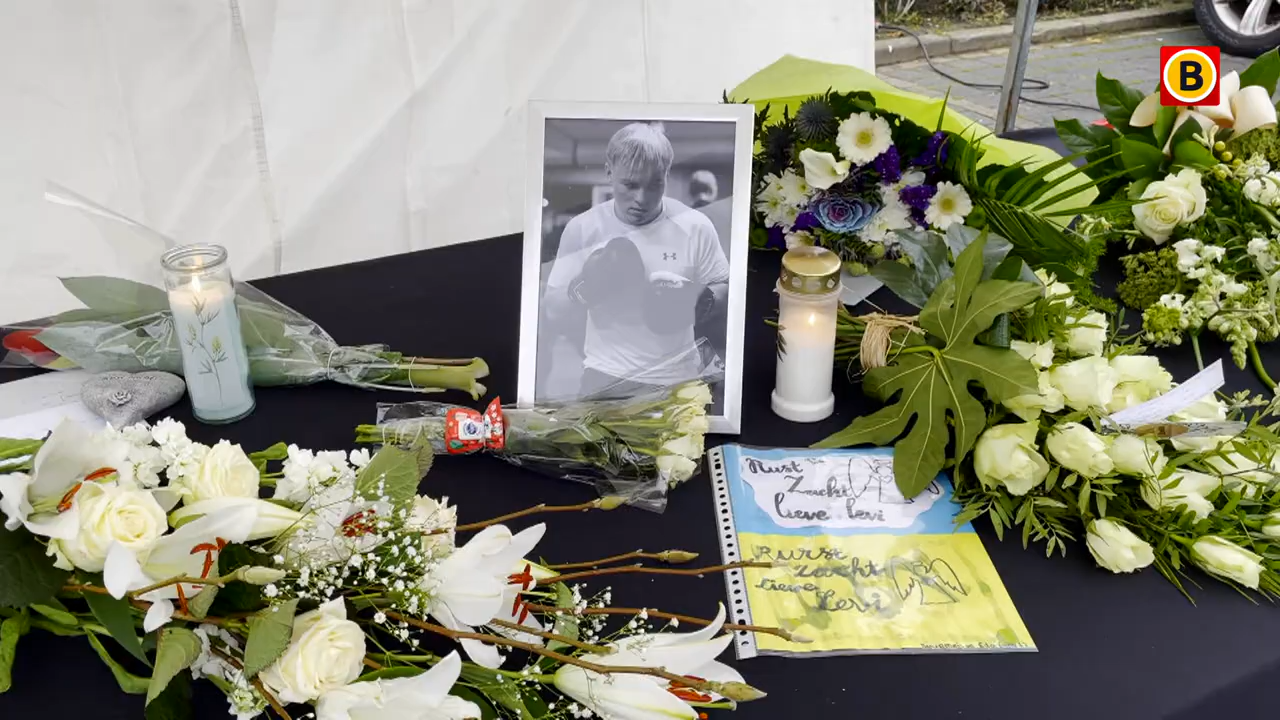 B
Rust
Zacht
lieve levi
Rurst
zacht
lieve
Levi